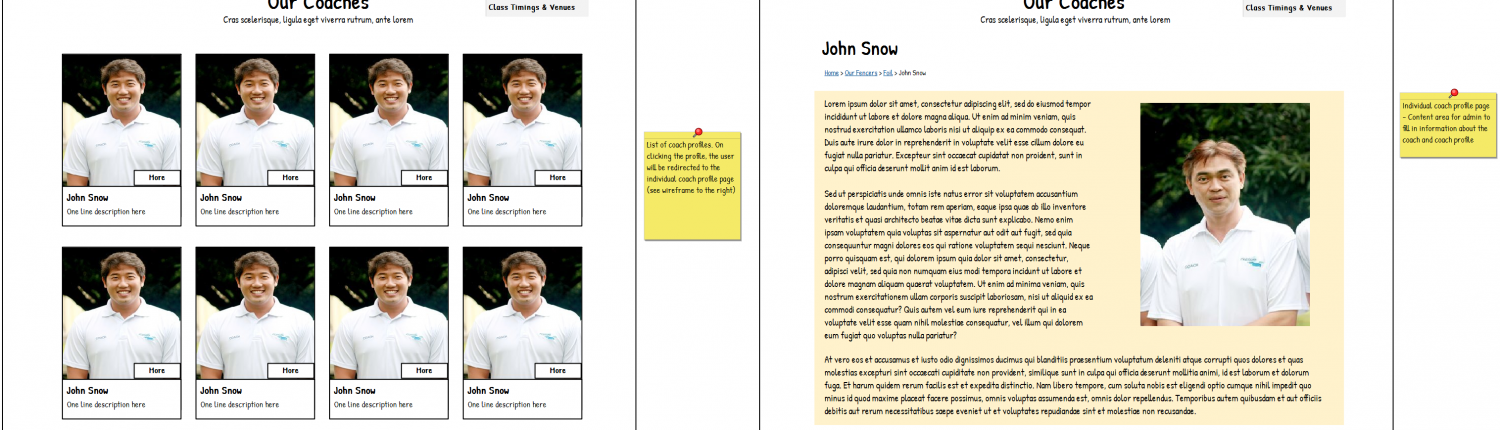 Our Coaches
Class Timings & Venues
Cras scelerisque, ligula eget viverra rutrum, ante lorem
More
More
More
More
John Snow
John Snow
John Snow
John Snow
One line description here
One line description here
One line description here
One line description here
More
More
More
More
John Snow
John Snow
John Snow
John Snow
One line description here
One line description here
One line description here
One line description here
List of coach profiles. On
clicking the profile, the user
will be redirected to the
individual coach profile page
(see wireframe to the right)
Our Coaches
Class Timings & Venues
Cras scelerisque, ligula eget viverra rutrum, ante lorem
John Snow
Home > Our Fencers > Foil > John Snow
Lorem ipsum dolor sit amet, consectetur adipiscing elit, sed do eiusmod tempor
incididunt ut labore et dolore magna aliqua. Ut enim ad minim veniam, quis
nostrud exercitation ullamco laboris nisi ut aliquip ex ea commodo consequat.
Duis aute irure dolor in reprehenderit in voluptate velit esse cillum dolore eu
fugiat nulla pariatur. Excepteur sint occaecat cupidatat non proident, sunt in
culpa qui officia deserunt mollit anim id est laborum.
Sed ut perspiciatis unde omnis iste natus error sit voluptatem accusantium
doloremque laudantium, totam rem aperiam, eaque ipsa quae ab illo inventore
veritatis et quasi architecto beatae vitae dicta sunt explicabo. Nemo enim
ipsam voluptatem quia voluptas sit aspernatur aut odit aut fugit, sed quia
consequuntur magni dolores eos qui ratione voluptatem sequi nesciunt. Neque
porro quisquam est, qui dolorem ipsum quia dolor sit amet, consectetur,
adipisci velit, sed quia non numquam eius modi tempora incidunt ut labore et
dolore magnam aliquam quaerat voluptatem. Ut enim ad minima veniam, quis
nostrum exercitationem ullam corporis suscipit laboriosam, nisi ut aliquid ex ea
commodi consequatur? Quis autem vel eum iure reprehenderit qui in ea
voluptate velit esse quam nihil molestiae consequatur, vel illum qui dolorem
eum fugiat quo voluptas nulla pariatur?
At vero eos et accusamus et iusto odio dignissimos ducimus qui blanditiis praesentium voluptatum deleniti atque corrupti quos dolores et quas
molestias excepturi sint occaecati cupiditate non provident, similique sunt in culpa qui officia deserunt mollitia animi, id est laborum et dolorum
fuga. Et harum quidem rerum facilis est et expedita distinctio. Nam libero tempore, cum soluta nobis est eligendi optio cumque nihil impedit quo
minus id quod maxime placeat facere possimus, omnis voluptas assumenda est, omnis dolor repellendus. Temporibus autem quibusdam et aut officiis
debitis aut rerum necessitatibus saepe eveniet ut et voluptates repudiandae sint et molestiae non recusandae.
Individual coach profile page
- Content area for admin to
fill in information about the
coach and coach profile